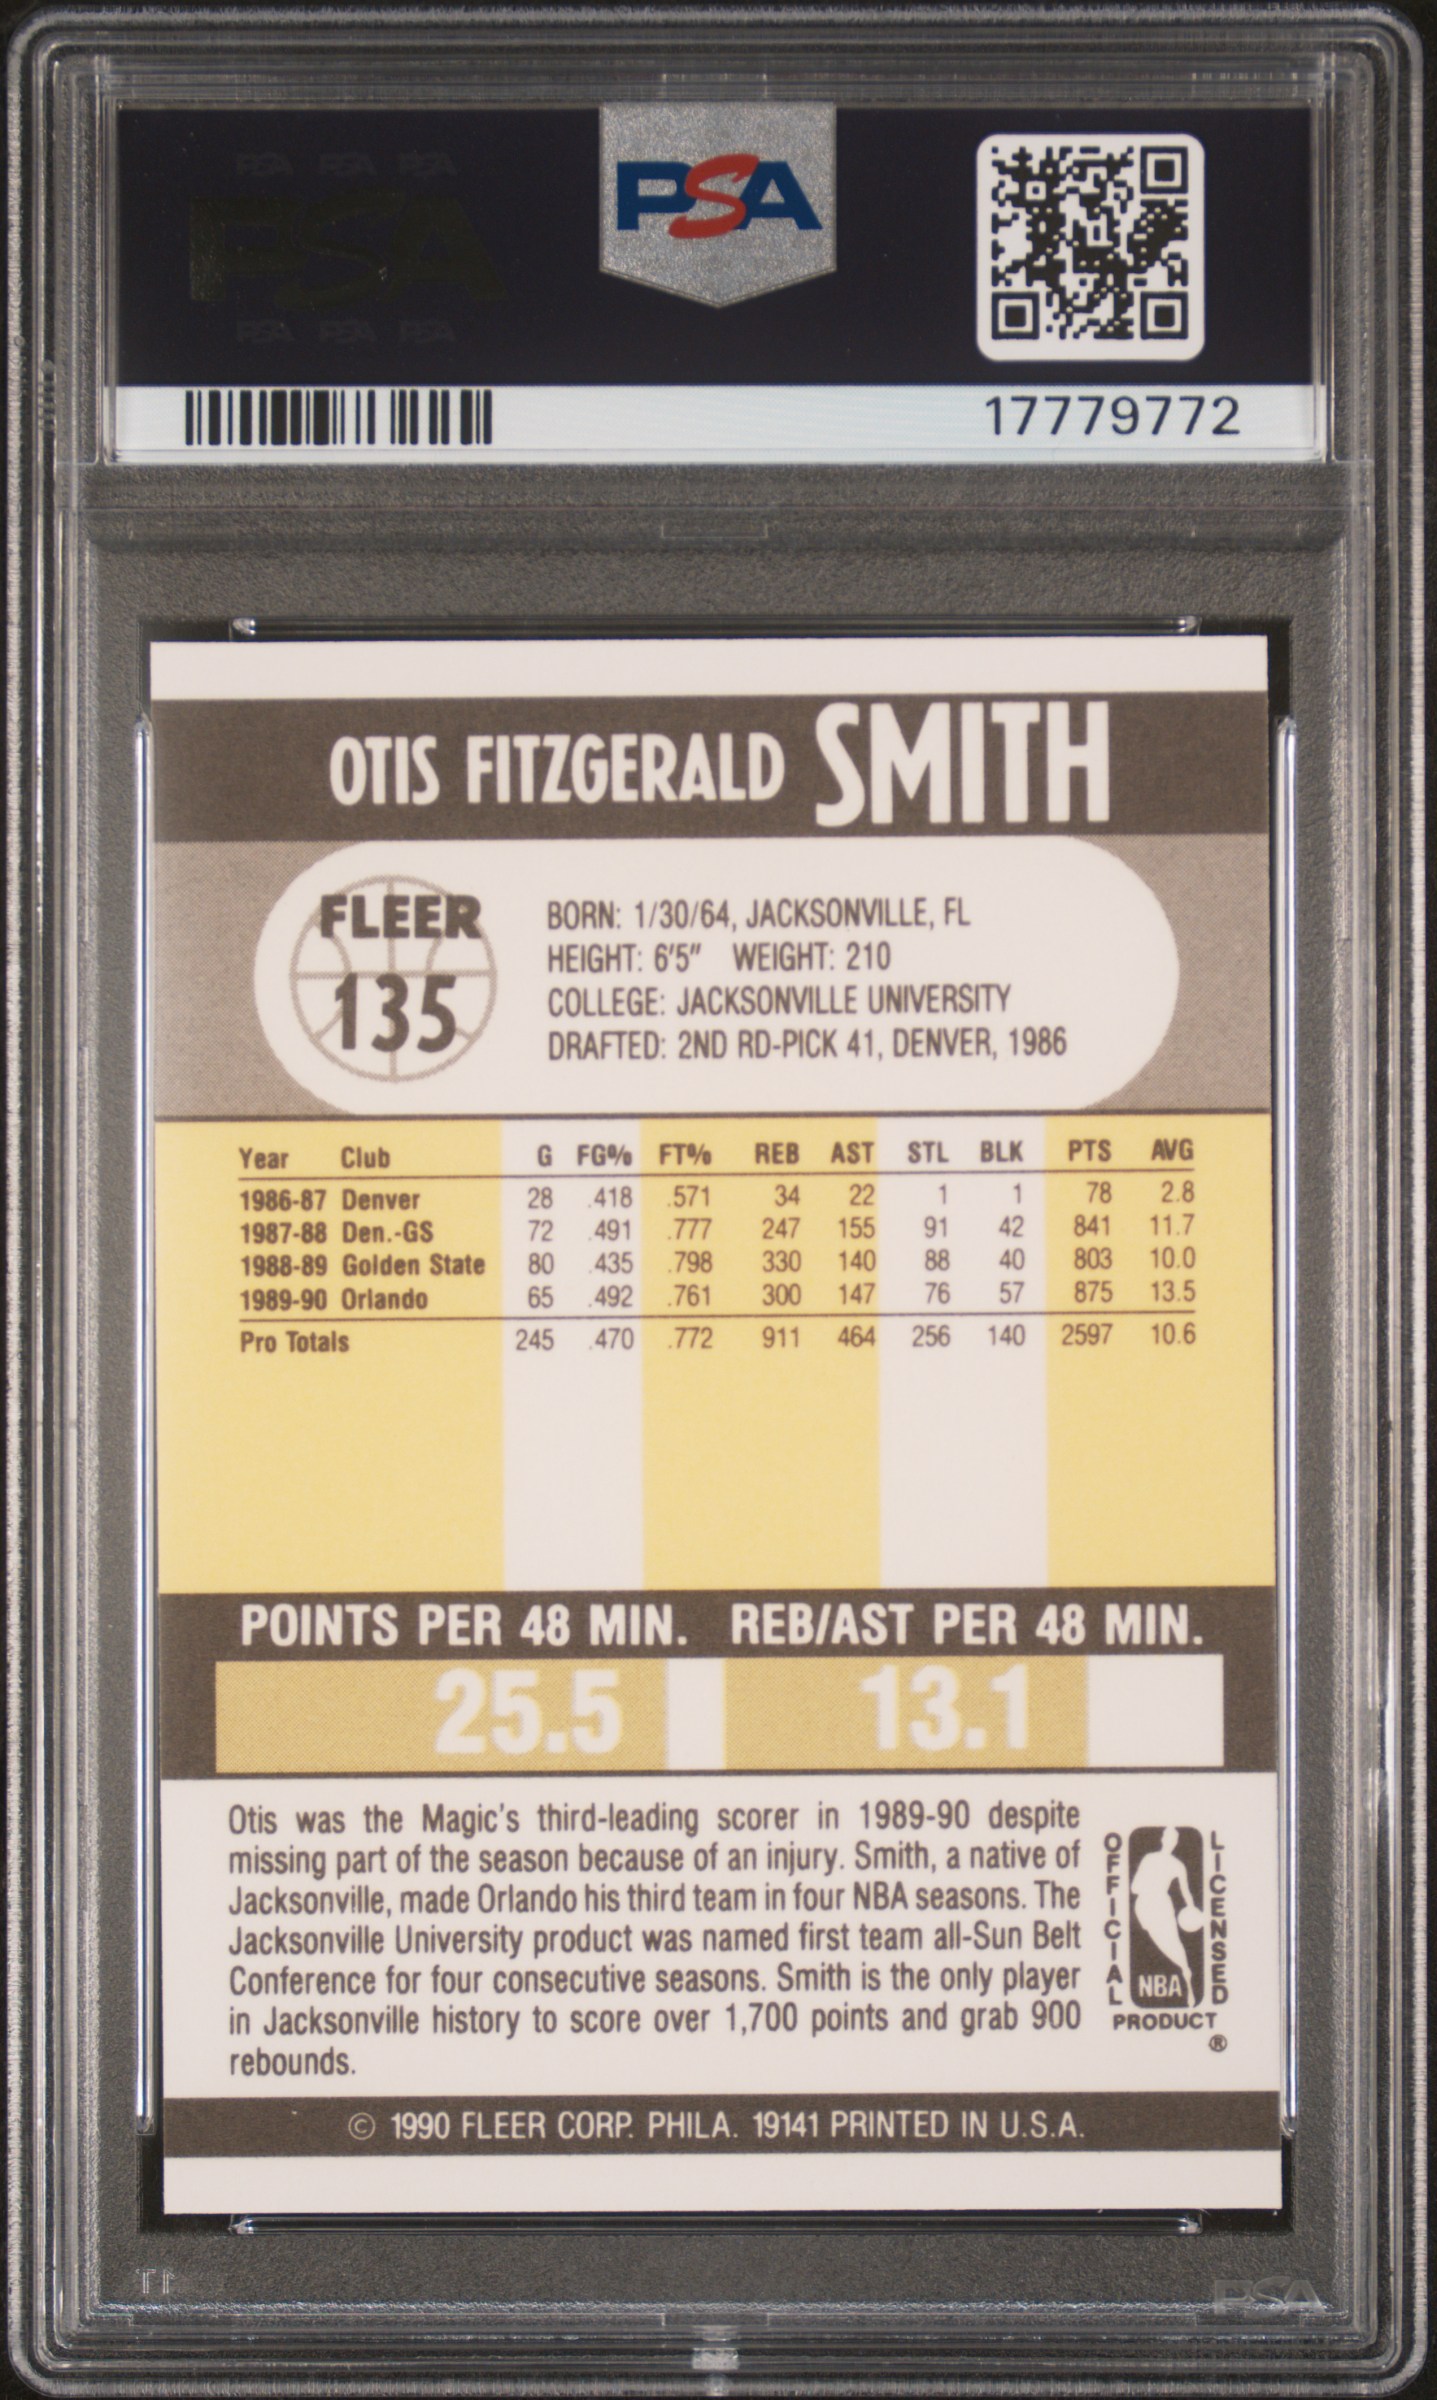 PSA PSA PSA
PSA
PSA
PSA PSA PSA
17779772
OTIS FITZGERALD SMITH
FLEER
135
BORN: 1/30/64, JACKSONVILLE, FL
HEIGHT: 6'5" WEIGHT: 210
COLLEGE: JACKSONVILLE UNIVERSITY
DRAFTED: 2ND RD-PICK 41, DENVER, 1986
Year Club G FG% FT% REB AST STL BLK PTS AVG
1986-87 Denver 28 .418 .571 34 22 1 1 78 2.8
1987-88 Den.-GS 72 .491 .777 247 155 91 42 841 11.7
1988-89 Golden State 80 .435 .798 330 140 88 40 803 10.0
1989-90 Orlando 65 .492 .761 300 147 76 57 875 13.5
Pro Totals 245 .470 .772 911 464 256 140 2597 10.6
POINTS PER 48 MIN. REB/AST PER 48 MIN.
25.5 13.1
Otis was the Magic's third-leading scorer in 1989-90 despite
missing part of the season because of an injury. Smith, a native of
Jacksonville, made Orlando his third team in four NBA seasons. The
Jacksonville University product was named first team all-Sun Belt
Conference for four consecutive seasons. Smith is the only player
in Jacksonville history to score over 1,700 points and grab 900
rebounds.
OFFICIAL LICENSED
NBA
PRODUCT
®
© 1990 FLEER CORP. PHILA. 19141 PRINTED IN U.S.A.
PSA